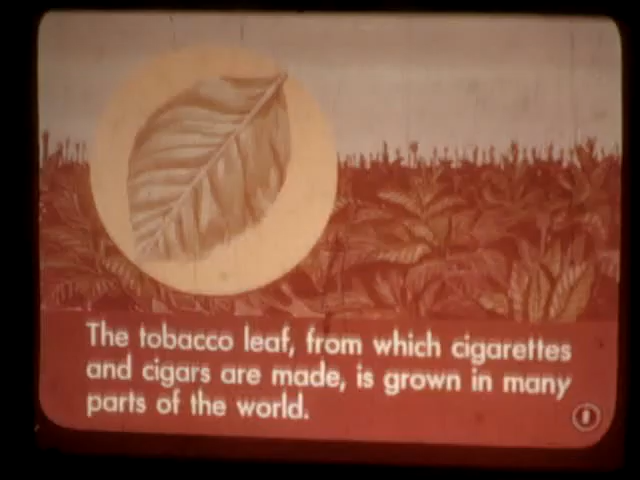 The tobacco leaf, from which cigarettes
and cigars are made, is grown in many
parts of the world.